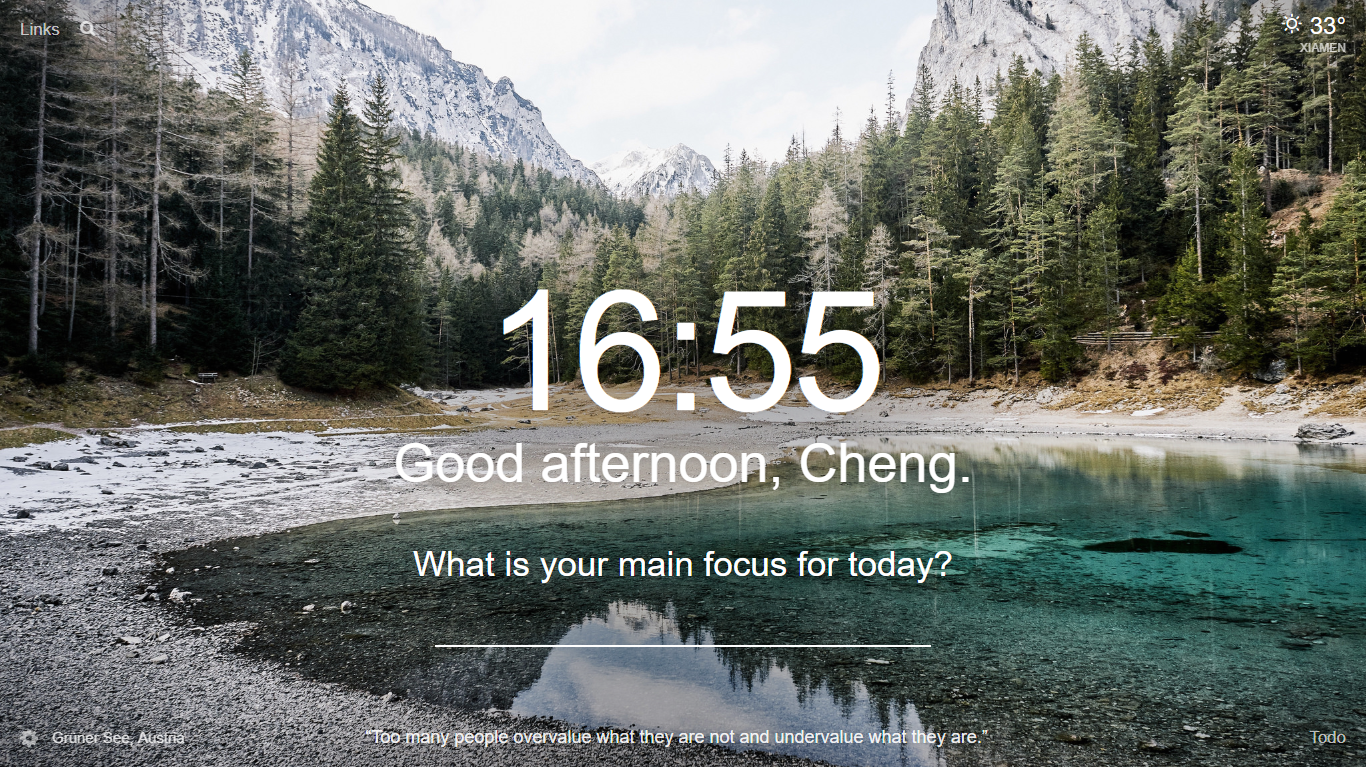 Links
33°
XIAMEN
16:55
Good afternoon, Cheng.
What is your main focus for today?
Grüner See, Austria
“Too many people overvalue what they are not and undervalue what they are.”
Todo